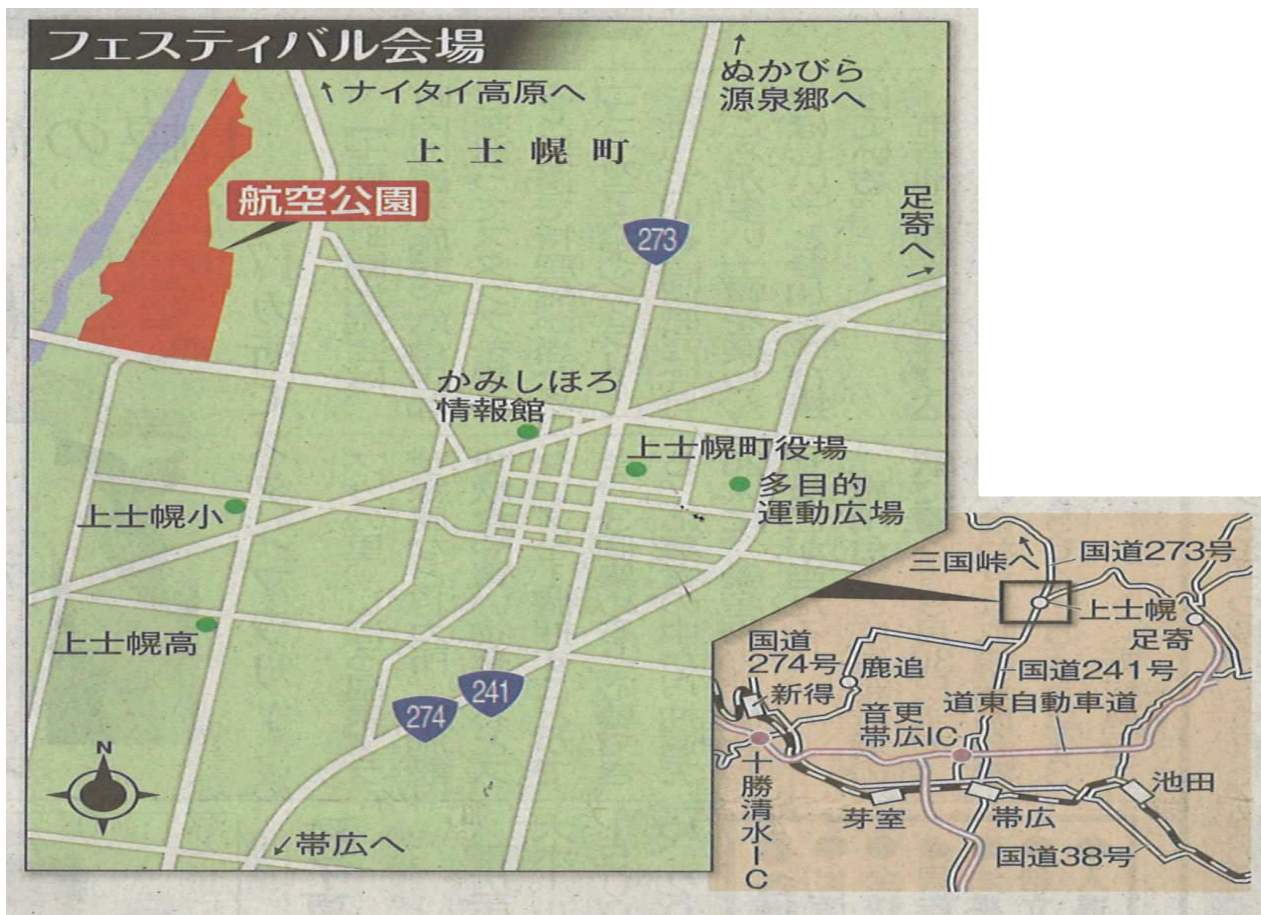 フェスティバル会場
↖ナイタイ高原へ
↑
ぬかびら
源泉郷へ
上士幌町
航空公園
273
足寄へ
↗
かみしほろ
情報館
上士幌町役場
多目的
運動広場
上士幌小
上士幌高
274
241
N
↙帯広へ
三国峠へ
国道273号
上士幌
足寄
国道
274号
鹿追
国道241号
新得
道東自動車道
音更
帯広IC
十勝清水IC
芽室
帯広
池田
国道38号